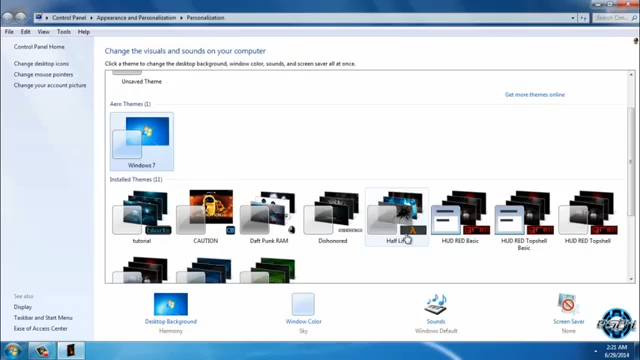 Control Panel
Appearance and Personalization
Personalization
Search Con...
File
Edit
View
Tools
Help
Control Panel Home
Change desktop icons
Change mouse pointers
Change your account picture
Change the visuals and sounds on your computer
Click a theme to change the desktop background, window color, sounds, and screen saver all at once.
Unsaved Theme
Get more themes online
Aero Themes (1)
Windows 7
Installed Themes (11)
tutorial
CAUTION
Daft Punk RAM
Dishonored
Half Li
HUD RED Basic
HUD RED Topshell
Basic
HUD RED Topshell
See also
Display
Taskbar and Start Menu
Ease of Access Center
Desktop Background
Harmony
Window Color
Sky
Sounds
Windows Default
Screen Saver
None
2:21 AM